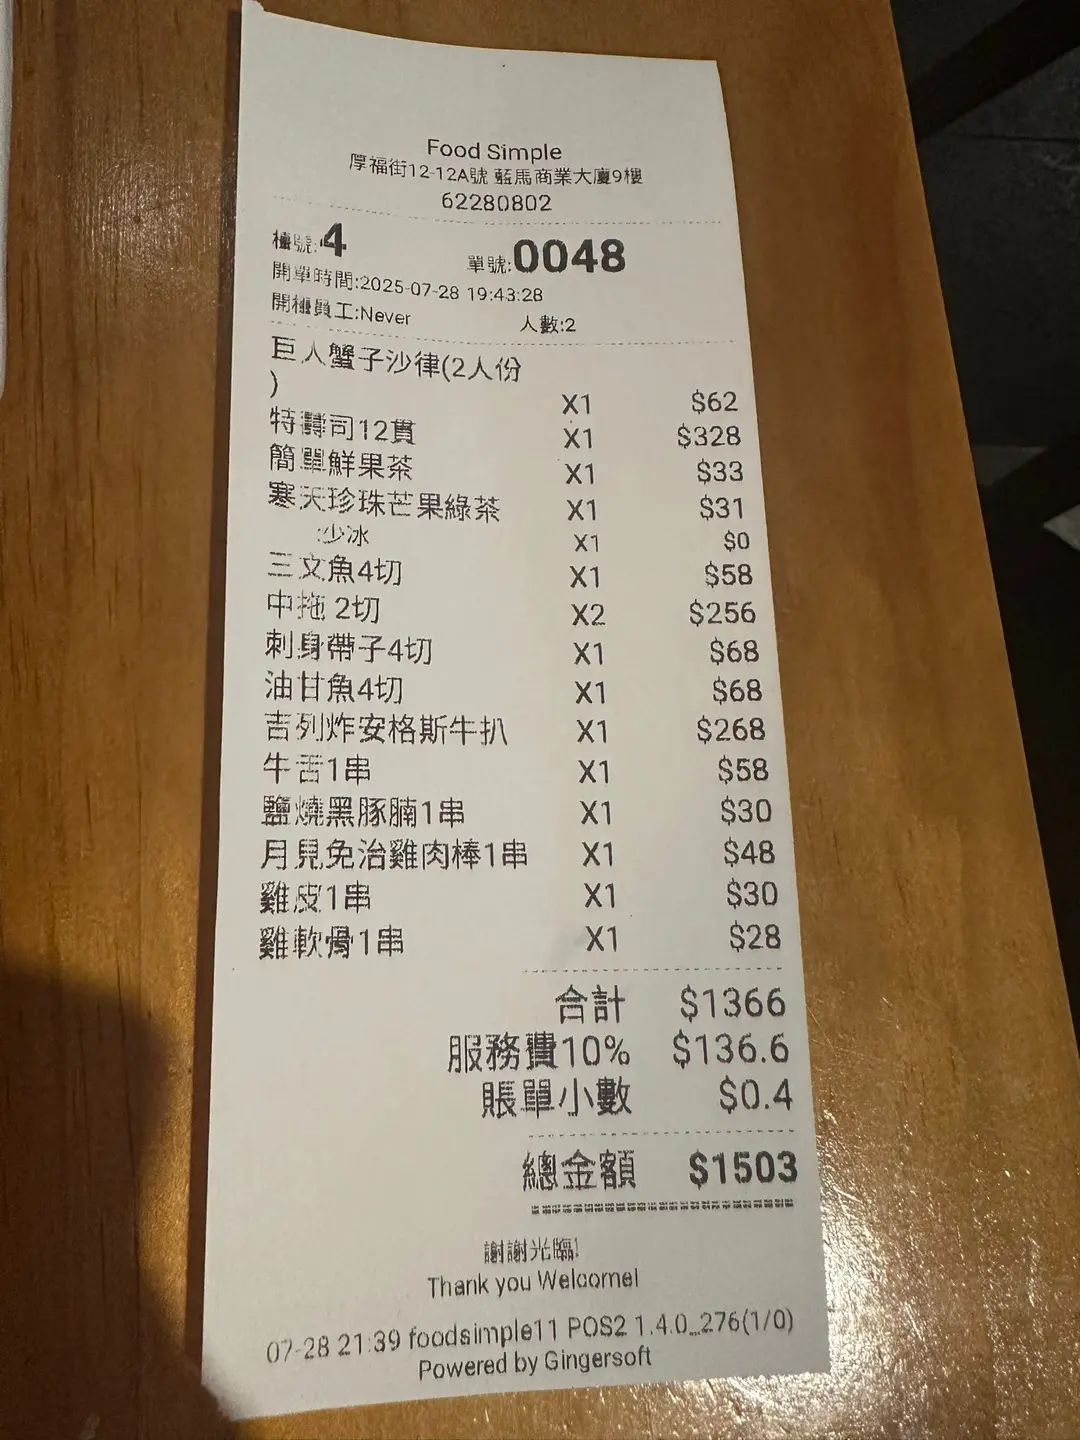 Food Simple
厚福街12-12A號 藍馬商業大廈9樓
62280802
檯號:4 單號:0048
開單時間:2025-07-28 19:43:28
開檯員工:Never 人數:2
巨人蟹子沙律(2人份
) X1 $62
特壽司12貫 X1 $328
簡單鮮果茶 X1 $33
寒天珍珠芒果綠茶 X1 $31
:少冰 X1 $0
三文魚4切 X1 $58
中拖 2切 X2 $256
刺身帶子4切 X1 $68
油甘魚4切 X1 $68
吉列炸安格斯牛扒 X1 $268
牛舌1串 X1 $58
鹽燒黑豚腩1串 X1 $30
月見免治雞肉棒1串 X1 $48
雞皮1串 X1 $30
雞軟骨1串 X1 $28
合計 $1366
服務費10% $136.6
賬單小數 $0.4
總金額 $1503
謝謝光臨!
Thank you Welcome!
07-28 21:39 foodsimple11 POS2 1.4.0_276(1/0)
Powered by Gingersoft